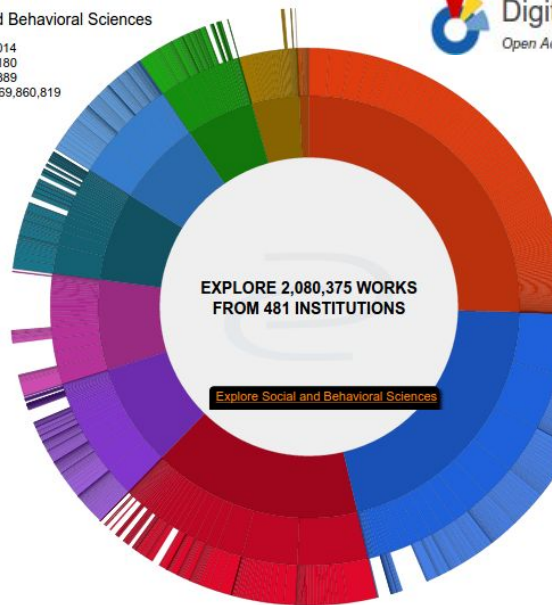 d Behavioral Sciences
014
180
389
69,860,819
Digi
Open A
EXPLORE 2,080,375 WORKS
FROM 481 INSTITUTIONS
Explore Social and Behavioral Sciences